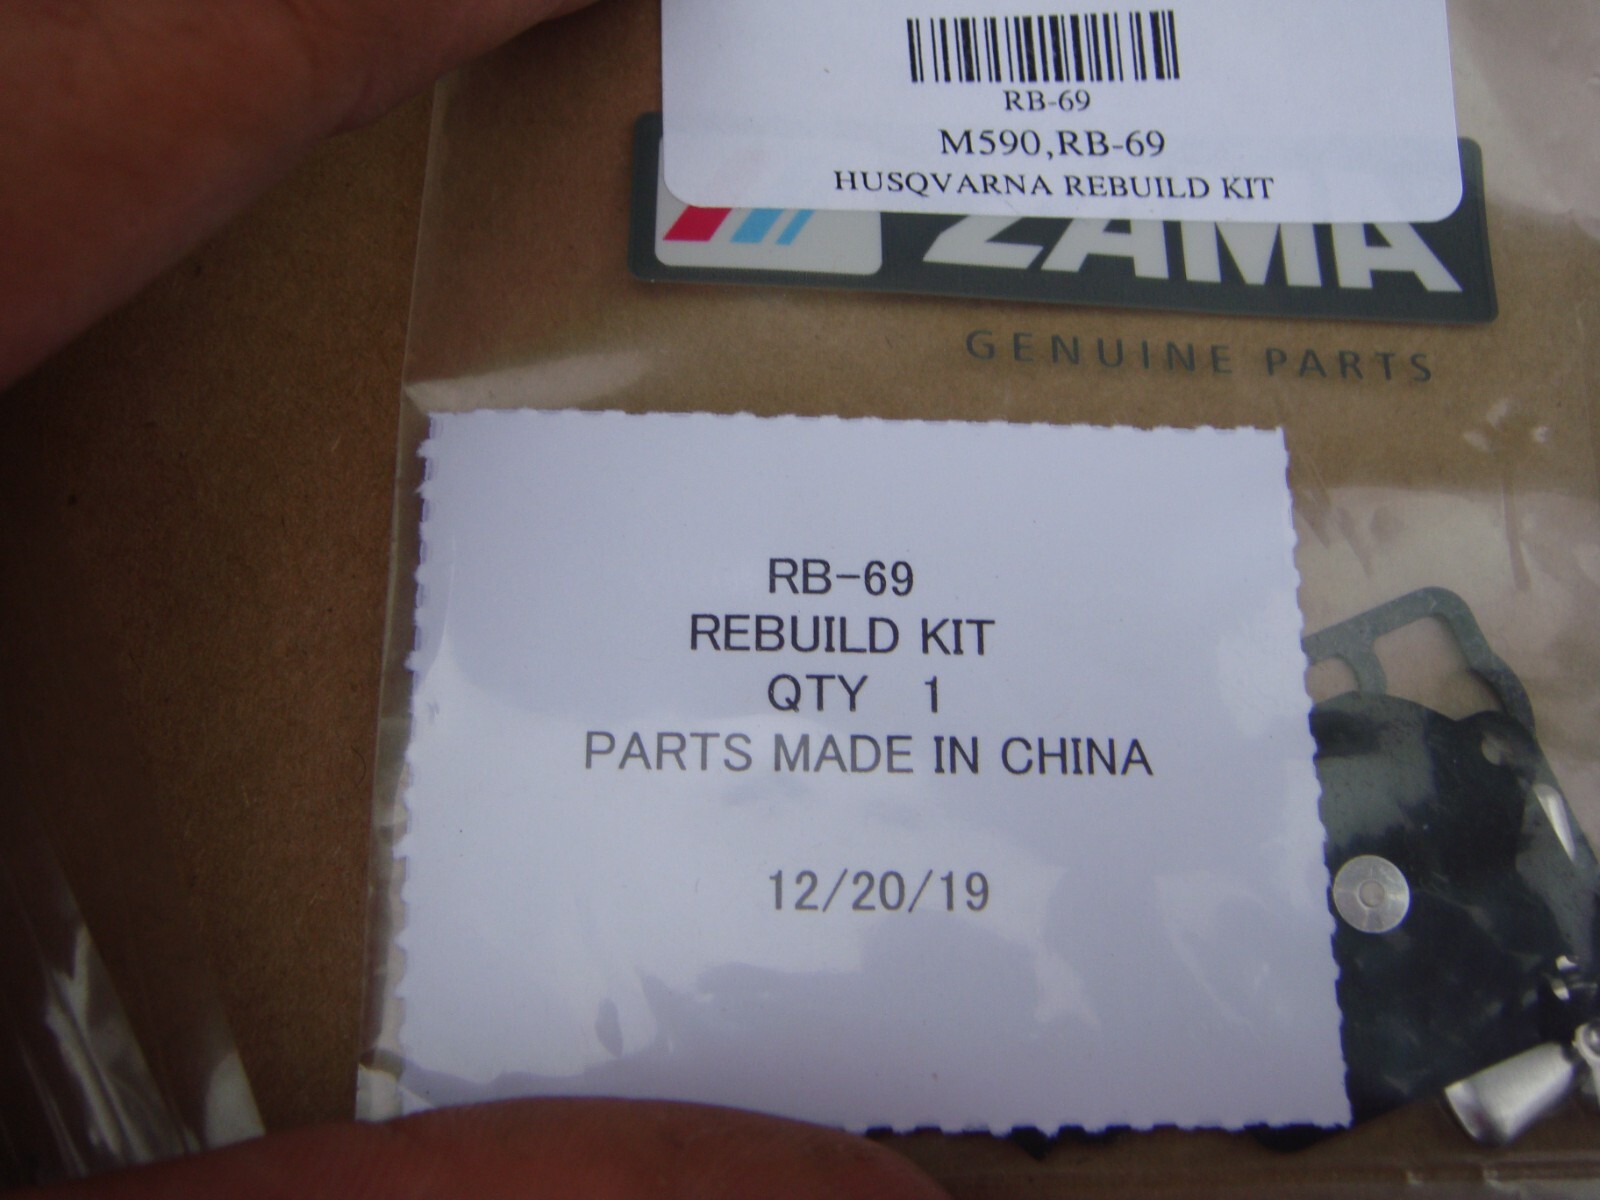 RB-69
M590,RB-69
HUSQVARNA REBUILD KIT
ZAMA
GENUINE PARTS
RB-69
REBUILD KIT
QTY 1
PARTS MADE IN CHINA
12/20/19